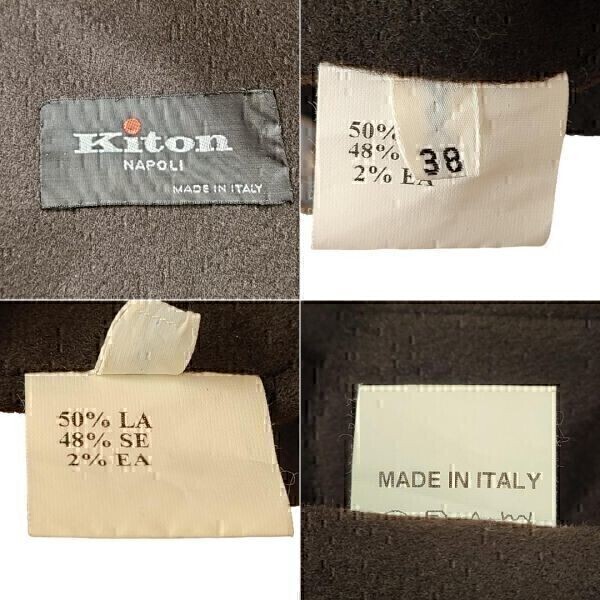 Kiton
NAPOLI
MADE IN ITALY
50%
48%
38
2% EA
50% LA
48% SE
2% EA
MADE IN ITALY